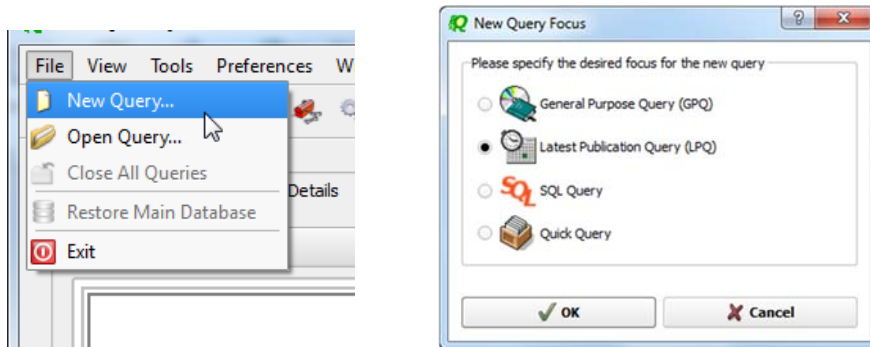 File View Tools Preferences W
New Query...
Open Query...
Close All Queries
Details
Restore Main Database
Exit
New Query Focus
Please specify the desired focus for the new query
General Purpose Query (GPQ)
Latest Publication Query (LPQ)
SQL SQL Query
Quick Query
OK Cancel